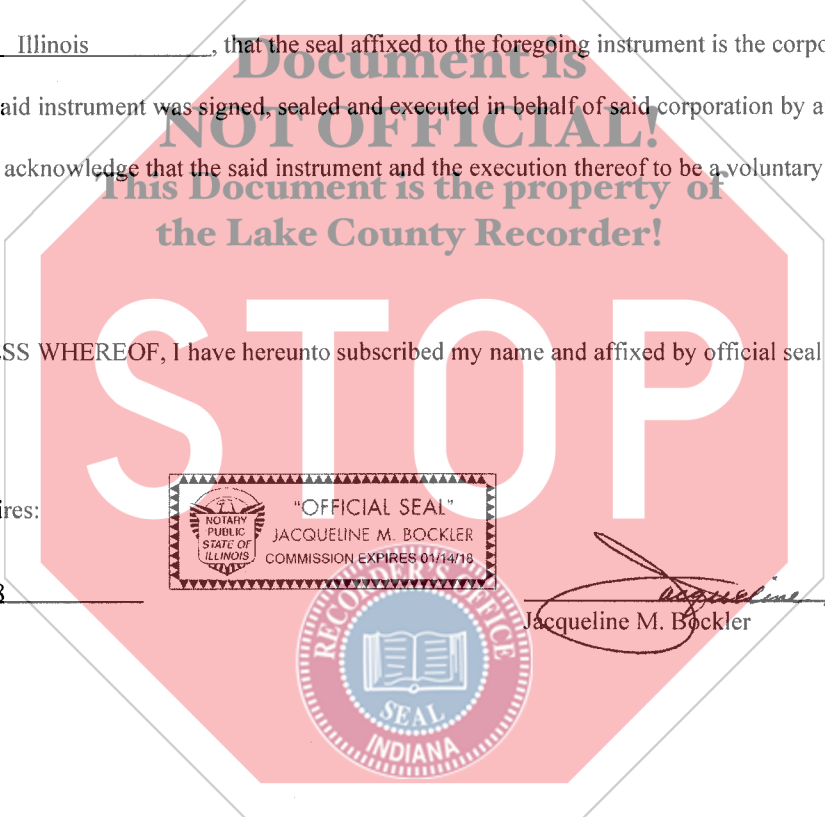 Illinois, that the seal affixed to the foregoing instrument is the corpo
Document is
aid instrument was signed, sealed and executed in behalf of said corporation by a
NOT OFFICIAL!
acknowledge that the said instrument and the execution thereof to be a voluntary
This Document is the property of
the Lake County Recorder!
STOP
SS WHEREOF, I have hereunto subscribed my name and affixed by official seal
ires:
"OFFICIAL SEAL"
JACQUELINE M. BOCKLER
COMMISSION EXPIRES 01/14/18
NOTARY
PUBLIC
STATE OF
ILLINOIS
8
Jacqueline
Jacqueline M. Bockler
RECORDER'S OFFICE
SEAL
INDIANA